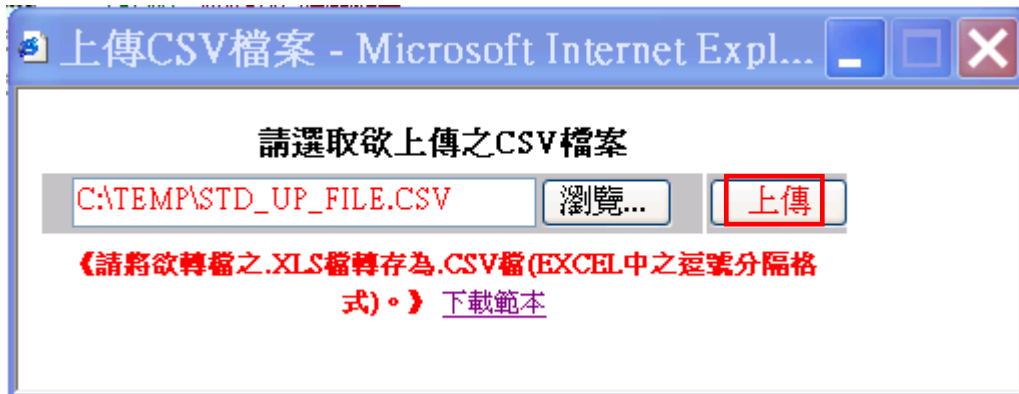 上傳CSV檔案 - Microsoft Internet Expl...
請選取欲上傳之CSV檔案
C:\TEMP\STD_UP_FILE.CSV 瀏覽... 上傳
《請將欲轉檔之.XLS檔轉存為.CSV檔(EXCEL中之逗號分隔格
式)。》 下載範本